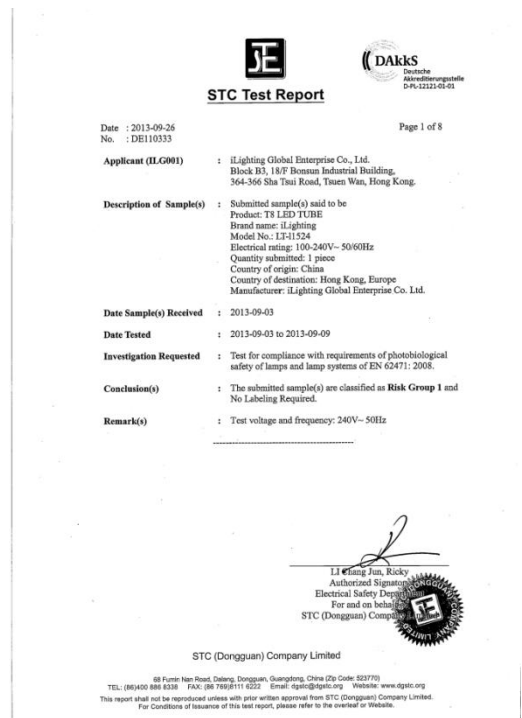 STE
DAkkS
Deutsche
Akkreditierungsstelle
D-PL-12121-01-01
STC Test Report
Date : 2013-09-26
Page 1 of 8
No. : DE110333
Applicant (ILG001) : iLighting Global Enterprise Co., Ltd.
Block B3, 18/F Bonsun Industrial Building,
364-366 Sha Tsui Road, Tsuen Wan, Hong Kong.
Description of Sample(s) : Submitted sample(s) said to be
Product: T8 LED TUBE
Brand name: iLighting
Model No.: LT-l1524
Electrical rating: 100-240V~ 50/60Hz
Quantity submitted: 1 piece
Country of origin: China
Country of destination: Hong Kong, Europe
Manufacturer: iLighting Global Enterprise Co. Ltd.
Date Sample(s) Received : 2013-09-03
Date Tested : 2013-09-03 to 2013-09-09
Investigation Requested : Test for compliance with requirements of photobiological
safety of lamps and lamp systems of EN 62471: 2008.
Conclusion(s) : The submitted sample(s) are classified as Risk Group 1 and
No Labeling Required.
Remark(s) : Test voltage and frequency: 240V~ 50Hz
LI Chang Jun, Ricky
Authorized
Electrical Safety
For and on
STC (Dongguan)
STC (Dongguan) Company Limited
68 Fumin Nan Road, Dalang, Dongguan, Guangdong, China (Zip Code: 523770)
TEL: (86)400 886 8336 FAX: (86 769)8111 6222 Email: dgstc@dgstc.org Website: www.dgstc.org
This report shall not be reproduced unless with prior written approval from STC (Dongguan) Company Limited.
For Conditions of Issuance of this test report, please refer to the overleaf or Website.